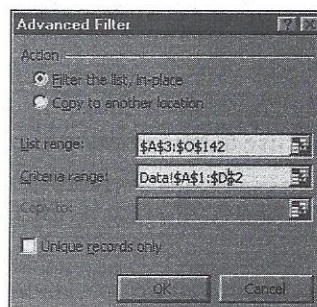 Advanced Filter
Action
Filter the list, in-place
Copy to another location
List range: $A$3:$O$142
Criteria range: Data!$A$1:$D$2
Copy to:
Unique records only
OK Cancel